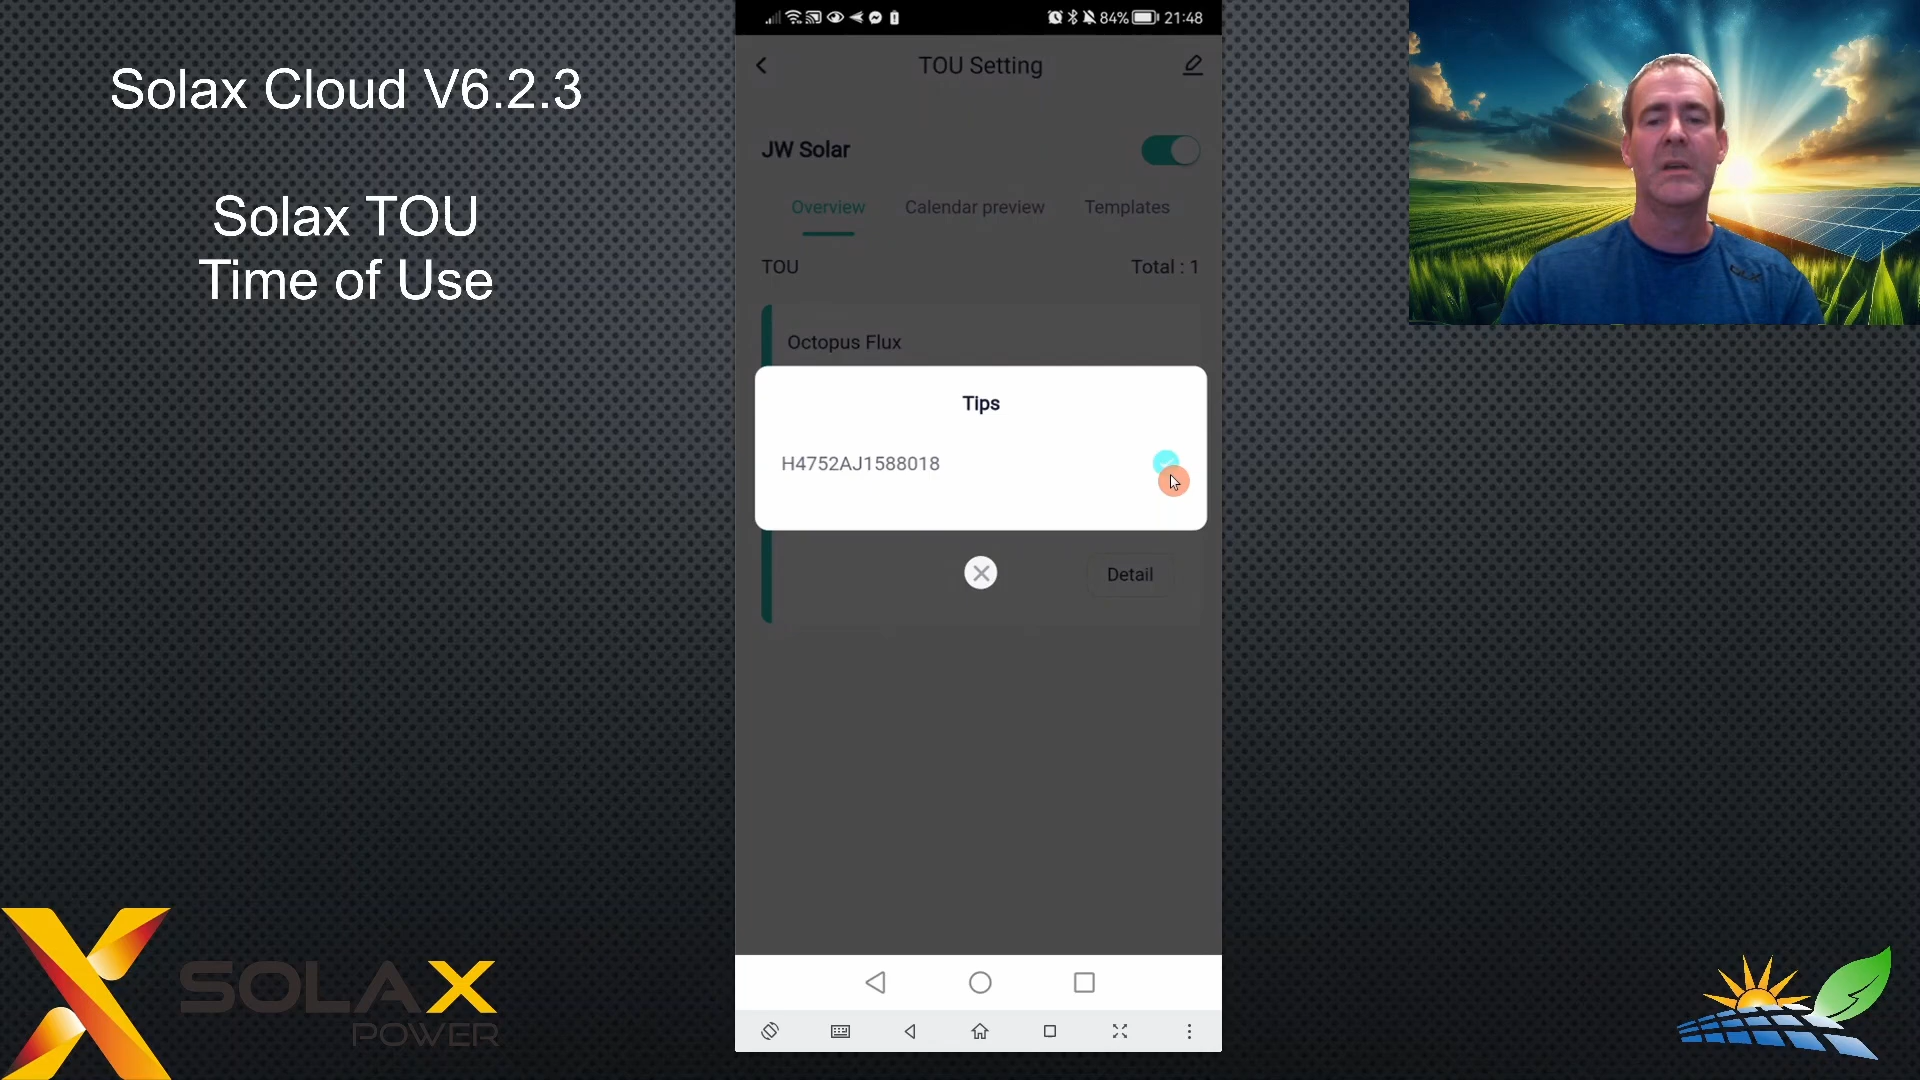 Solax Cloud V6.2.3
Solax TOU
Time of Use
84% 21:48
TOU Setting
JW Solar
Overview Calendar preview Templates
TOU Total : 1
Octopus Flux
Tips
H4752AJ1588018
Detail
SOLAX
POWER